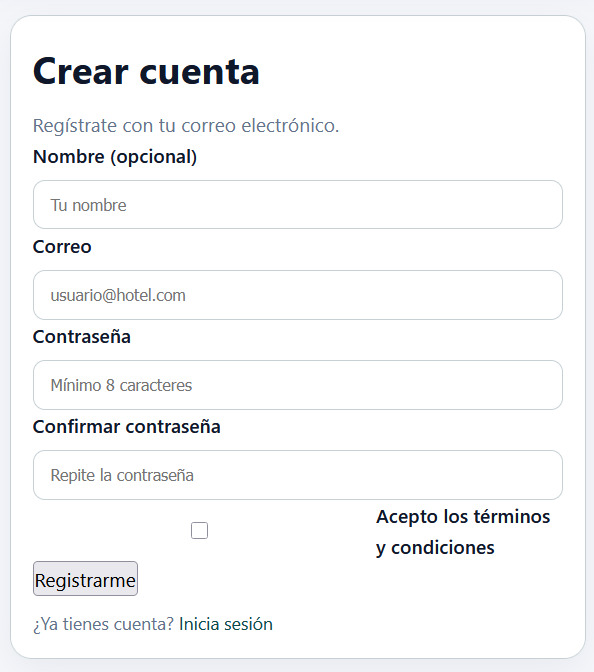 Crear cuenta
Regístrate con tu correo electrónico.
Nombre (opcional)
Tu nombre
Correo
usuario@hotel.com
Contraseña
Mínimo 8 caracteres
Confirmar contraseña
Repite la contraseña
Acepto los términos
y condiciones
Registrarme
¿Ya tienes cuenta? Inicia sesión